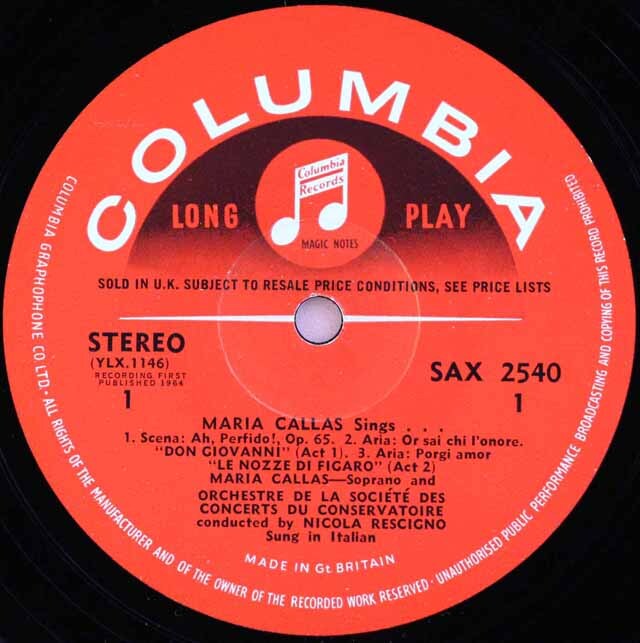 COLUMBIA
Columbia
Records
LONG PLAY
MAGIC NOTES
SOLD IN U.K. SUBJECT TO RESALE PRICE CONDITIONS, SEE PRICE LISTS
STEREO
(YLX.1146)
RECORDING FIRST
PUBLISHED 1964
1
SAX 2540
1
MARIA CALLAS Sings . . .
1. Scena: Ah, Perfido!, Op. 65. 2. Aria: Or sai chi l'onore.
"DON GIOVANNI" (Act 1). 3. Aria: Porgi amor
"LE NOZZE DI FIGARO" (Act 2)
MARIA CALLAS—Soprano and
ORCHESTRE DE LA SOCIÉTÉ DES
CONCERTS DU CONSERVATOIRE
conducted by NICOLA RESCIGNO
Sung in Italian
MADE IN Gt BRITAIN
COLUMBIA GRAPHOPHONE CO LTD · ALL RIGHTS OF THE MANUFACTURER AND OF THE OWNER OF THE RECORDED WORK RESERVED · UNAUTHORISED PUBLIC PERFORMANCE BROADCASTING AND COPYING OF THIS RECORD PROHIBITED